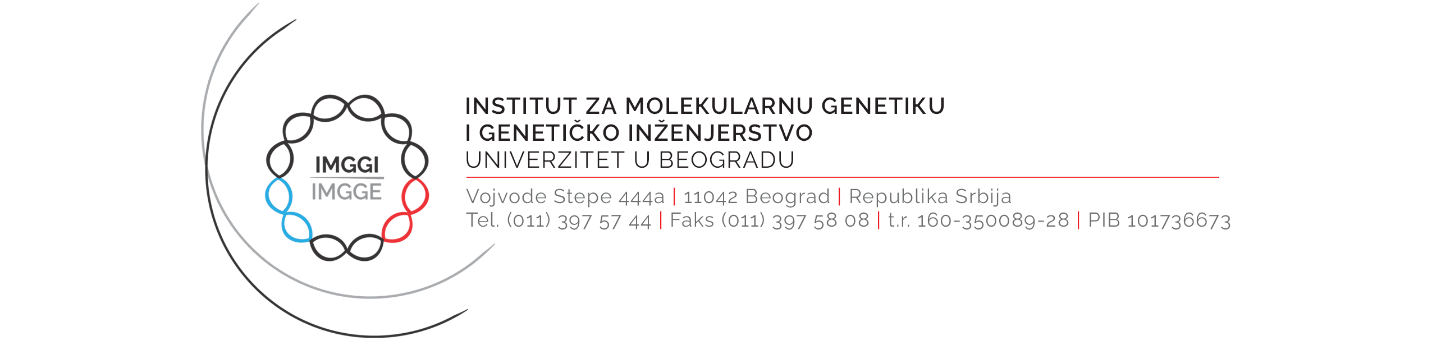 IMGGI
IMGGE
INSTITUT ZA MOLEKULARNU GENETIKU
I GENETIČKO INŽENJERSTVO
UNIVERZITET U BEOGRADU
Vojvode Stepe 444a | 11042 Beograd | Republika Srbija
Tel. (011) 397 57 44 | Faks (011) 397 58 08 | t.r. 160-350089-28 | PIB 101736673